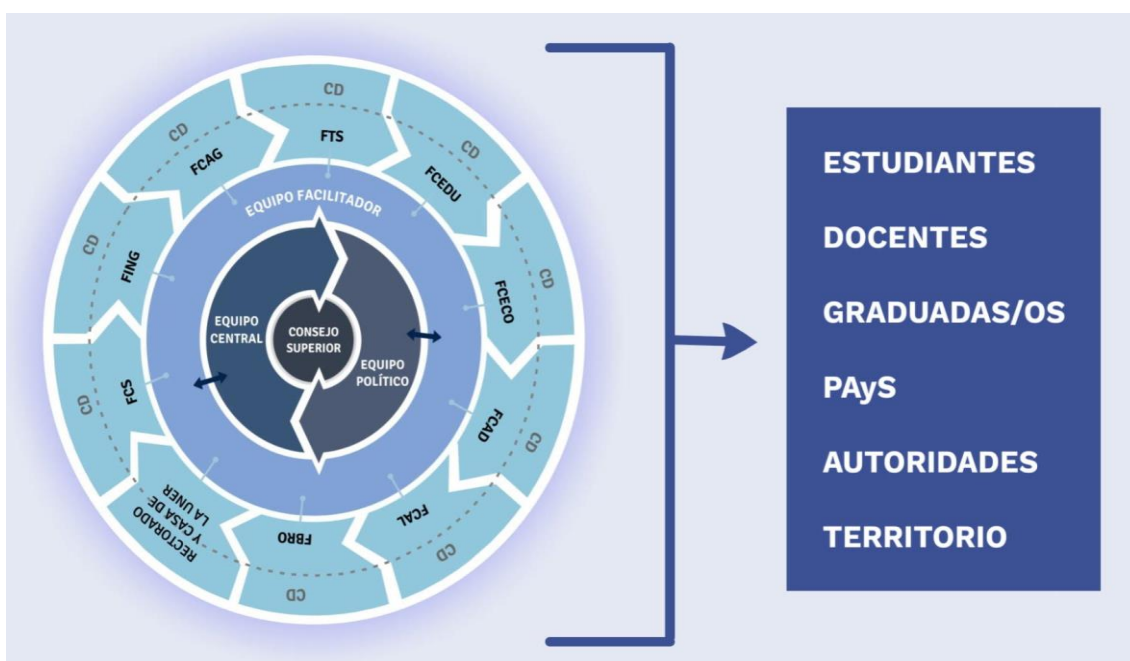 CD
FTS
CD
FCEDU
CD
FCECO
CD
FCAD
CD
FCAL
CD
FBRO
RECTORADO
Y CASA DE
LA UNER
CD
FCS
CD
FING
CD
FCAG
EQUIPO FACILITADOR
EQUIPO
CENTRAL
CONSEJO
SUPERIOR
EQUIPO
POLÍTICO
ESTUDIANTES
DOCENTES
GRADUADAS/OS
PAyS
AUTORIDADES
TERRITORIO